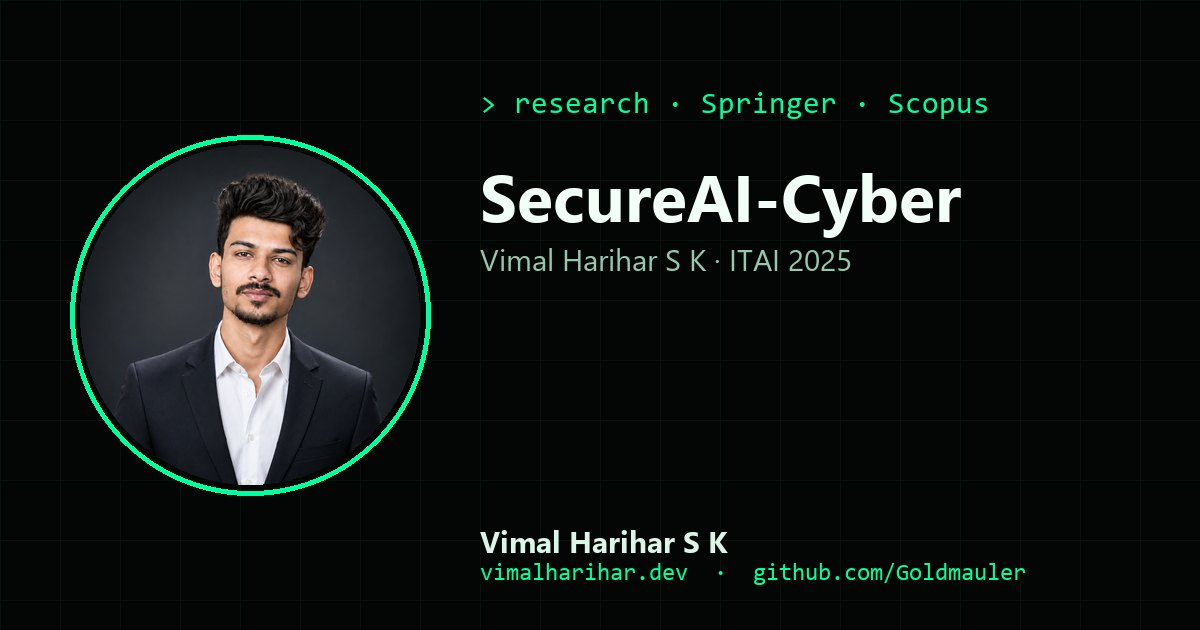 > research · Springer · Scopus
SecureAI-Cyber
Vimal Harihar S K · ITAI 2025
Vimal Harihar S K
vimalharihar.dev · github.com/Goldmauler